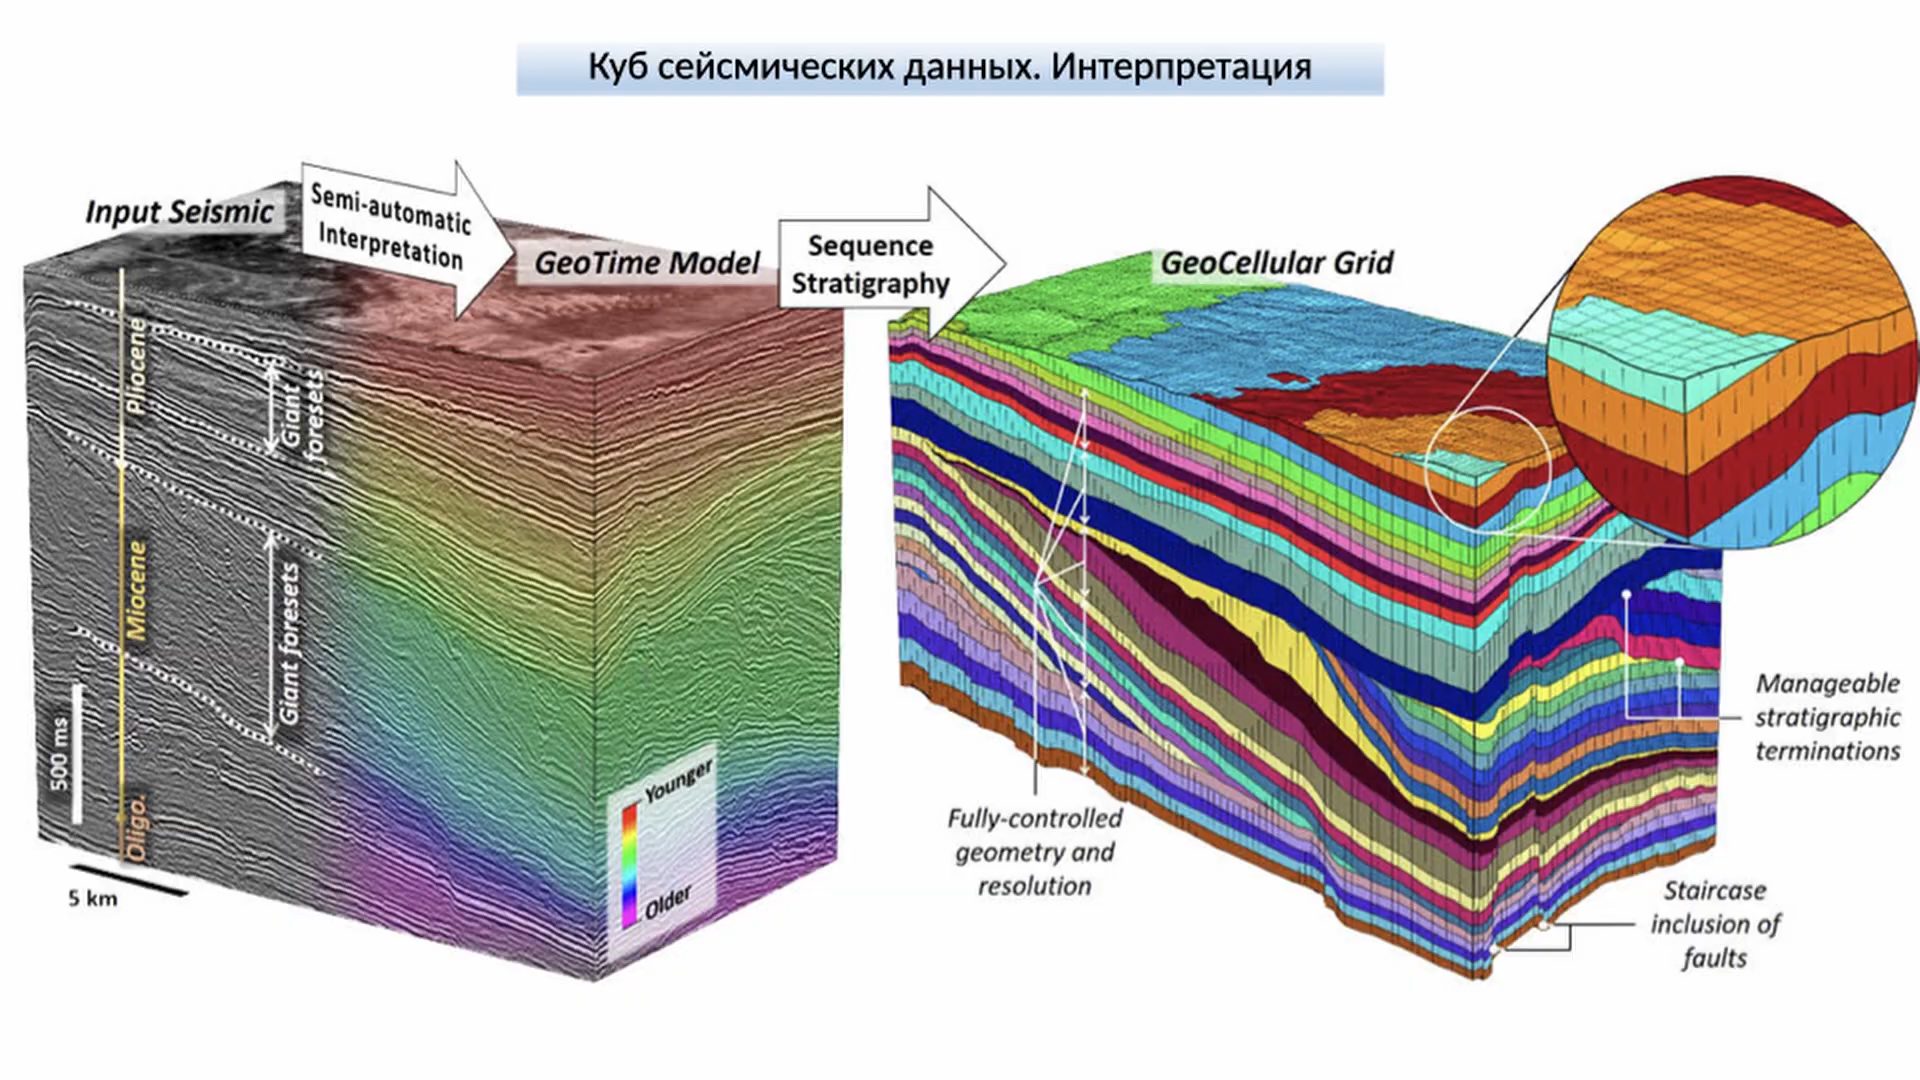 Куб сейсмических данных. Интерпретация
Input Seismic
Semi-automatic
Interpretation
GeoTime Model
Sequence
Stratigraphy
GeoCellular Grid
Pliocene
Giant
foresets
Miocene
Giant foresets
500 ms
Oligo.
5 km
Younger
Older
Fully-controlled
geometry and
resolution
Manageable
stratigraphic
terminations
Staircase
inclusion of
faults